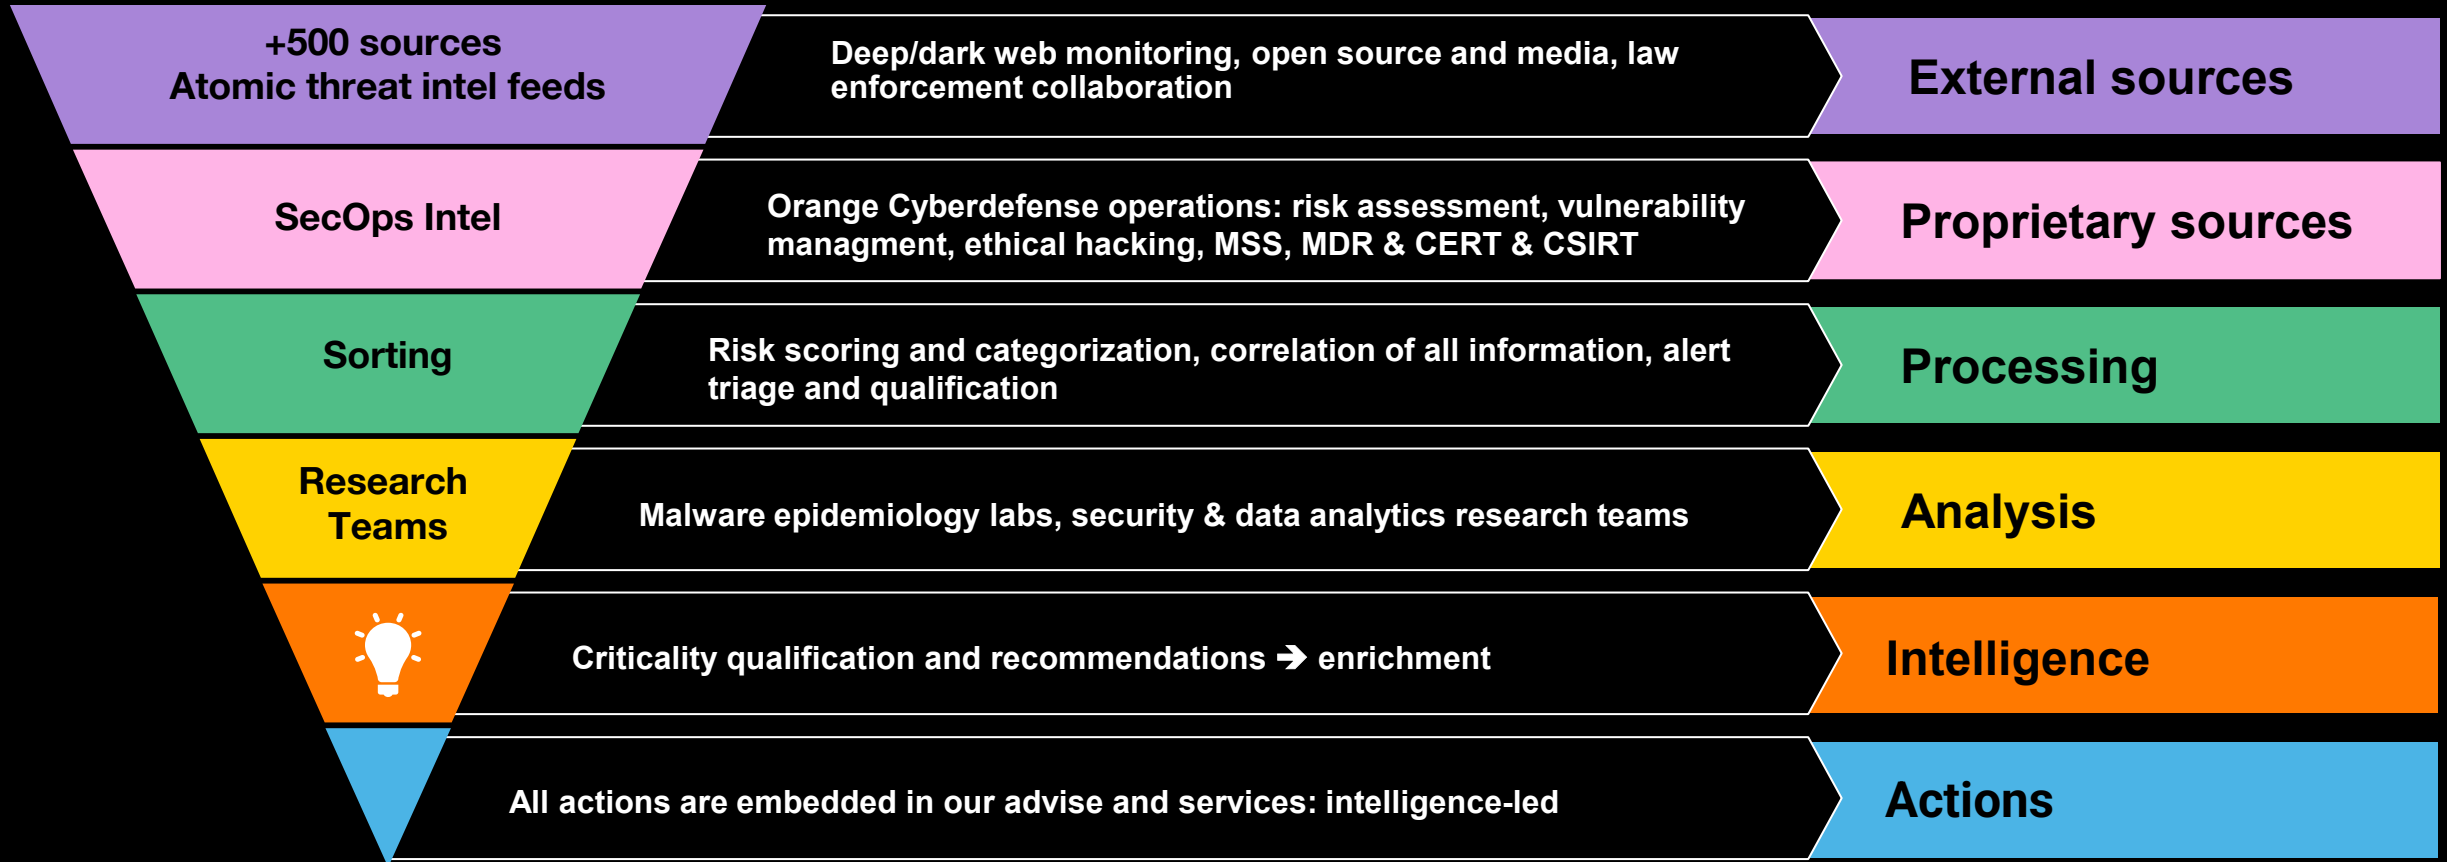 +500 sources
Atomic threat intel feeds
Deep/dark web monitoring, open source and media, law
enforcement collaboration
External sources
SecOps Intel
Orange Cyberdefense operations: risk assessment, vulnerability
managment, ethical hacking, MSS, MDR & CERT & CSIRT
Proprietary sources
Sorting
Risk scoring and categorization, correlation of all information, alert
triage and qualification
Processing
Research
Teams
Malware epidemiology labs, security & data analytics research teams
Analysis
Criticality qualification and recommendations ➔ enrichment
Intelligence
All actions are embedded in our advise and services: intelligence-led
Actions